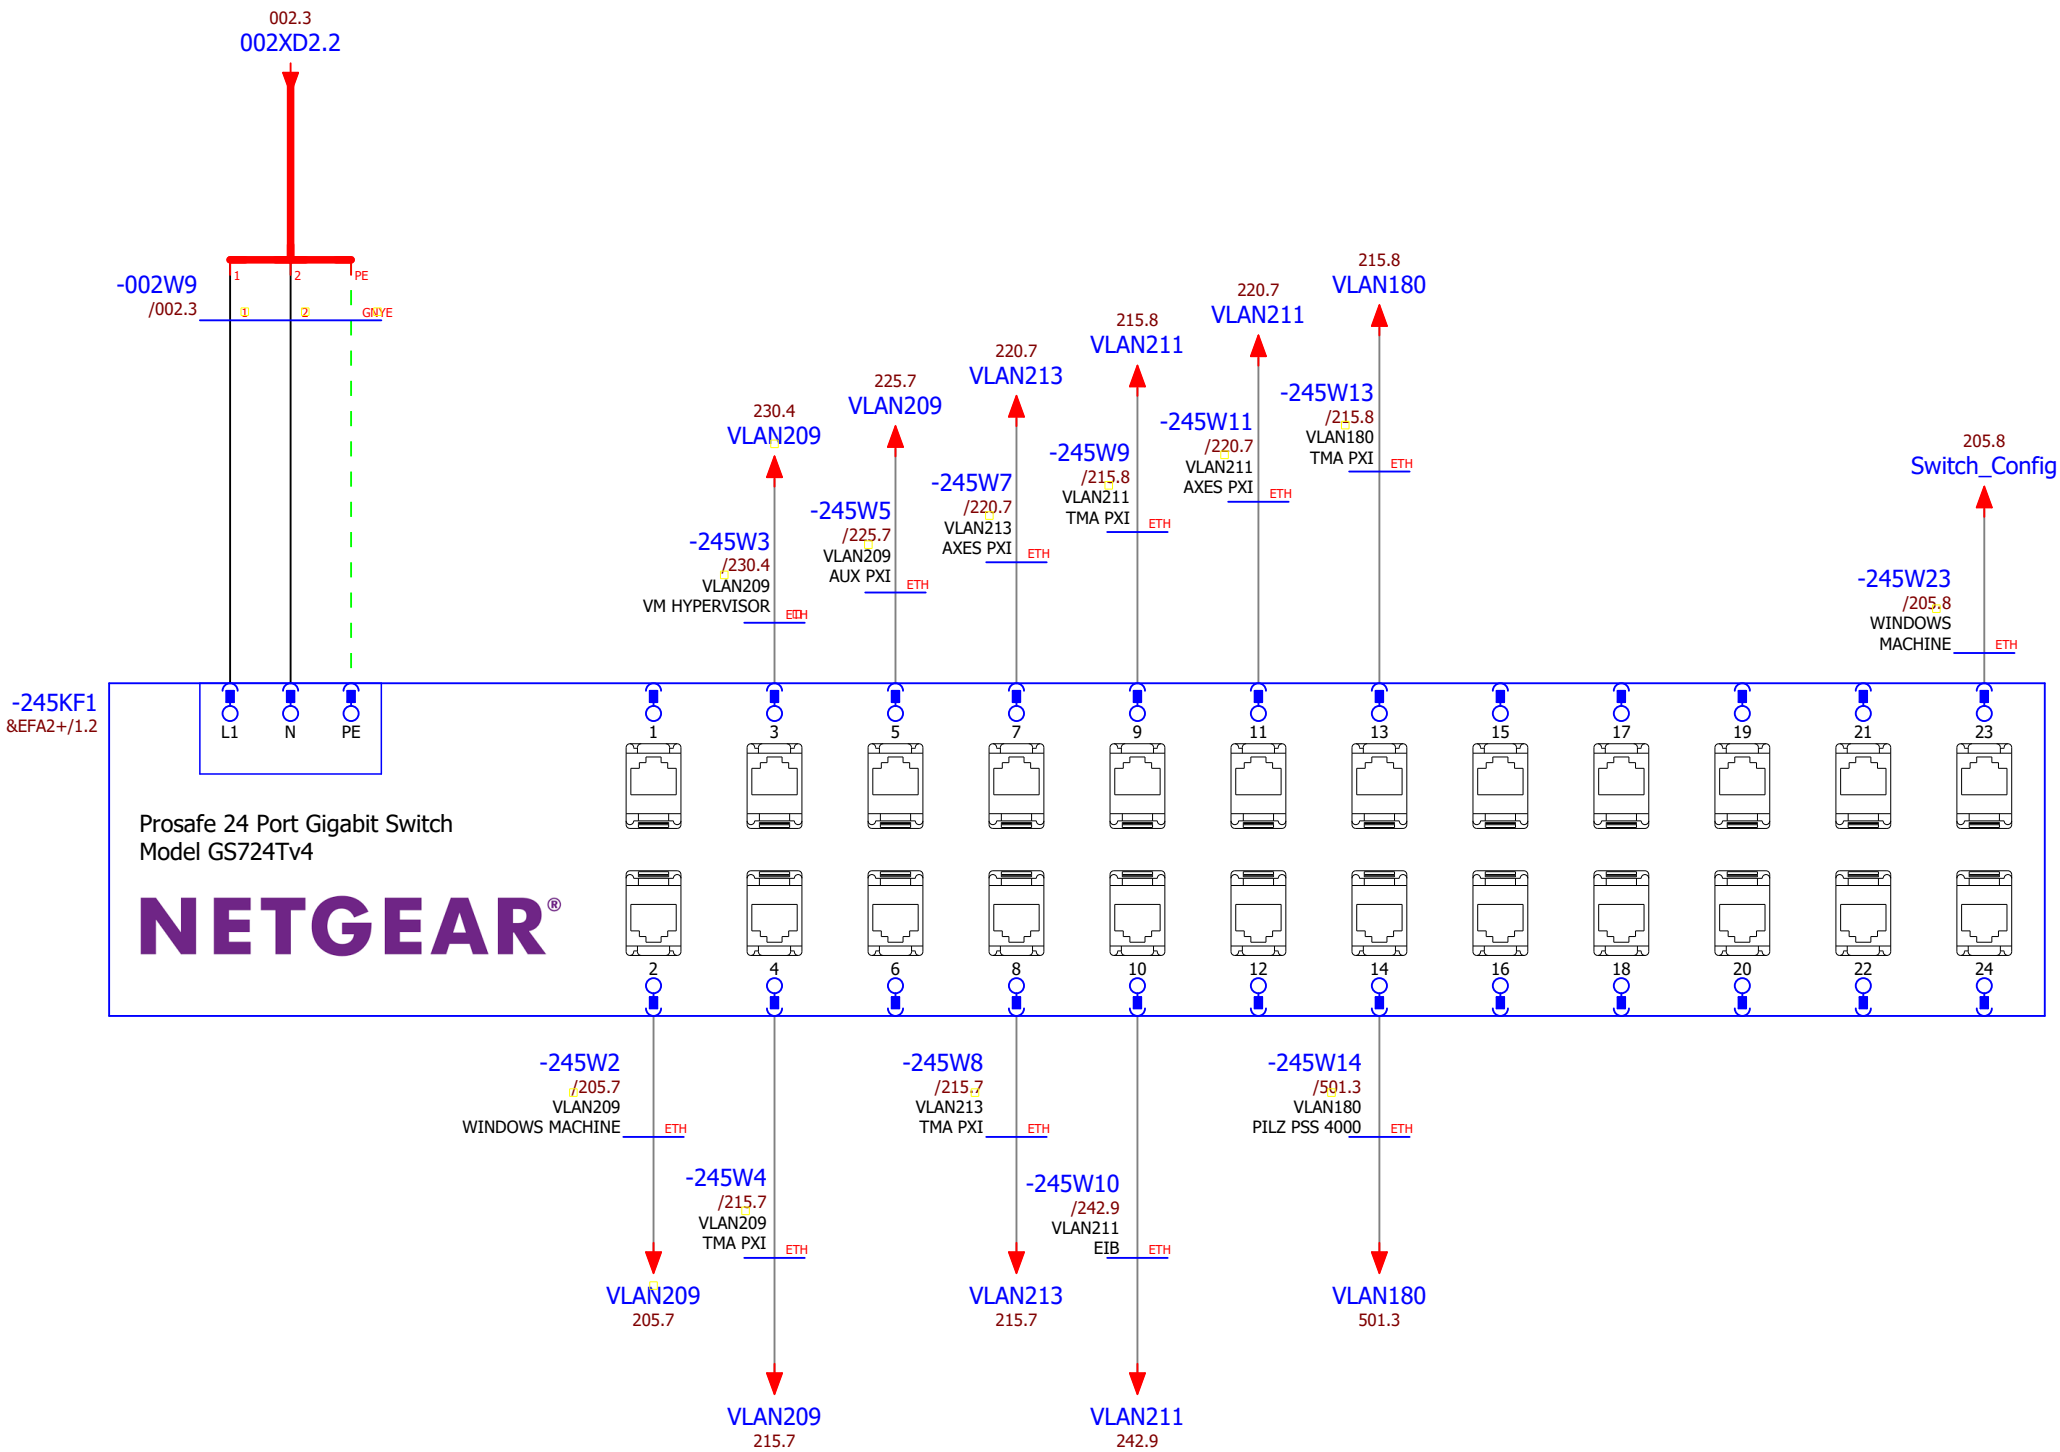 002.3
002XD2.2
1 2 PE
-002W9
/002.3
1 2 GNYE
215.8
VLAN180
220.7
VLAN211
215.8
VLAN211
220.7
VLAN213
225.7
VLAN209
230.4
VLAN209
205.8
Switch_Config
-245W13
/215.8
VLAN180
TMA PXI
ETH
-245W11
/220.7
VLAN211
AXES PXI
ETH
-245W9
/215.8
VLAN211
TMA PXI
ETH
-245W7
/220.7
VLAN213
AXES PXI
ETH
-245W5
/225.7
VLAN209
AUX PXI
ETH
-245W3
/230.4
VLAN209
VM HYPERVISOR
ETH
-245W23
/205.8
WINDOWS
MACHINE
ETH
-245KF1
&EFA2+/1.2
L1 N PE 1 3 5 7 9 11 13 15 17 19 21 23
Prosafe 24 Port Gigabit Switch
Model GS724Tv4
NETGEAR®
2 4 6 8 10 12 14 16 18 20 22 24
-245W2
/205.7
VLAN209
WINDOWS MACHINE
ETH
-245W8
/215.7
VLAN213
TMA PXI
ETH
-245W14
/501.3
VLAN180
PILZ PSS 4000
ETH
-245W4
/215.7
VLAN209
TMA PXI
ETH
-245W10
/242.9
VLAN211
EIB
ETH
VLAN209
205.7
VLAN213
215.7
VLAN180
501.3
VLAN209
215.7
VLAN211
242.9